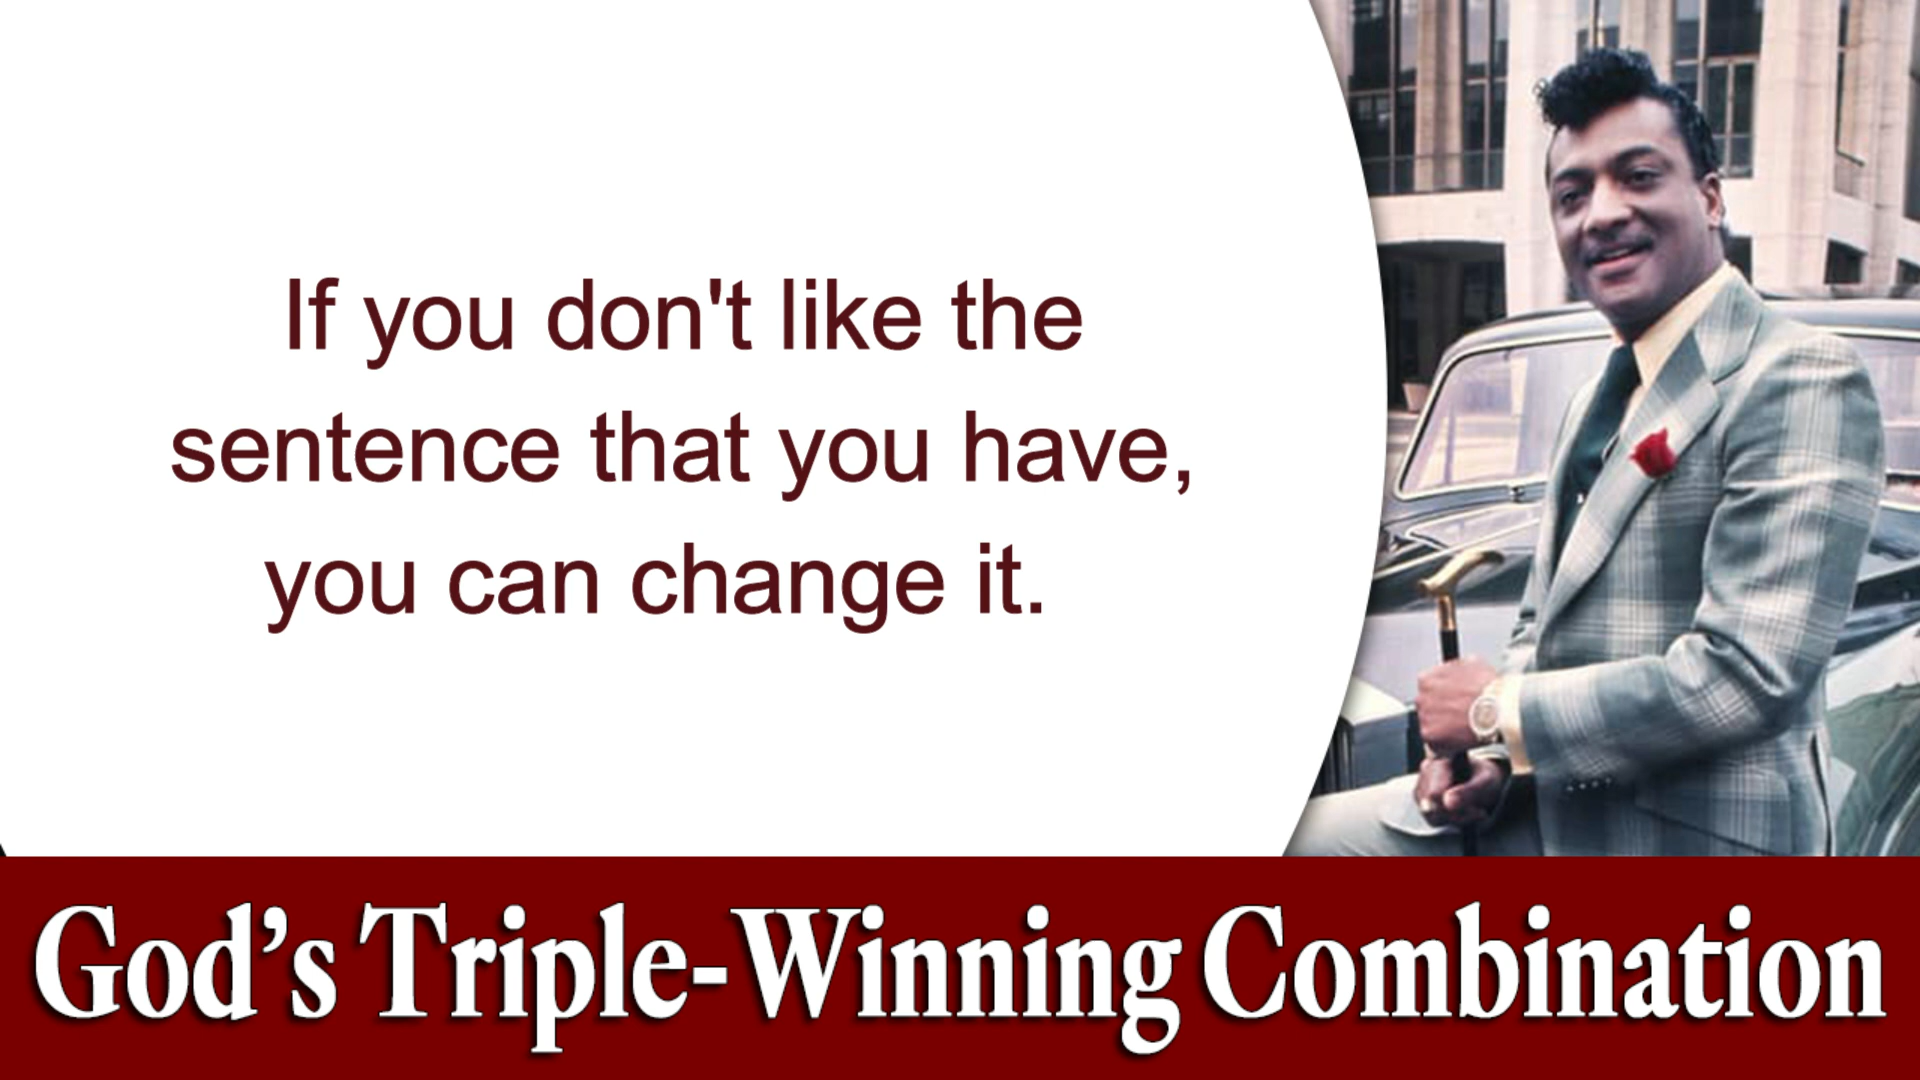 If you don't like the
sentence that you have,
you can change it.
God’s Triple-Winning Combination